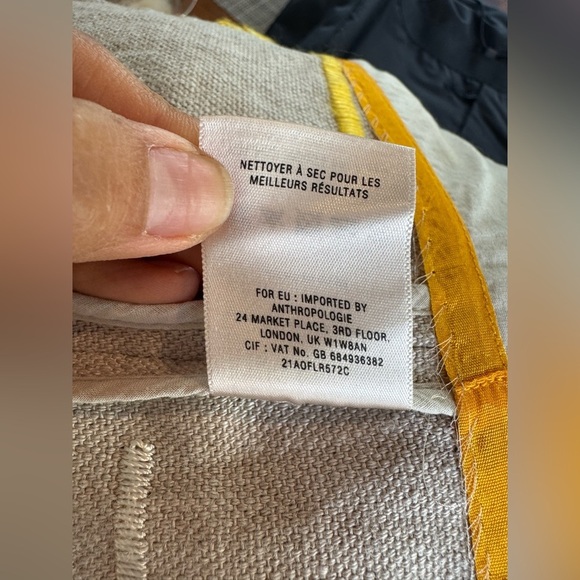 NETTOYER À SEC POUR LES
MEILLEURS RÉSULTATS
FOR EU : IMPORTED BY
ANTHROPOLOGIE
24 MARKET PLACE, 3RD FLOOR,
LONDON, UK W1W8AN
CIF : VAT No. GB 684936382
21AOFLR572C